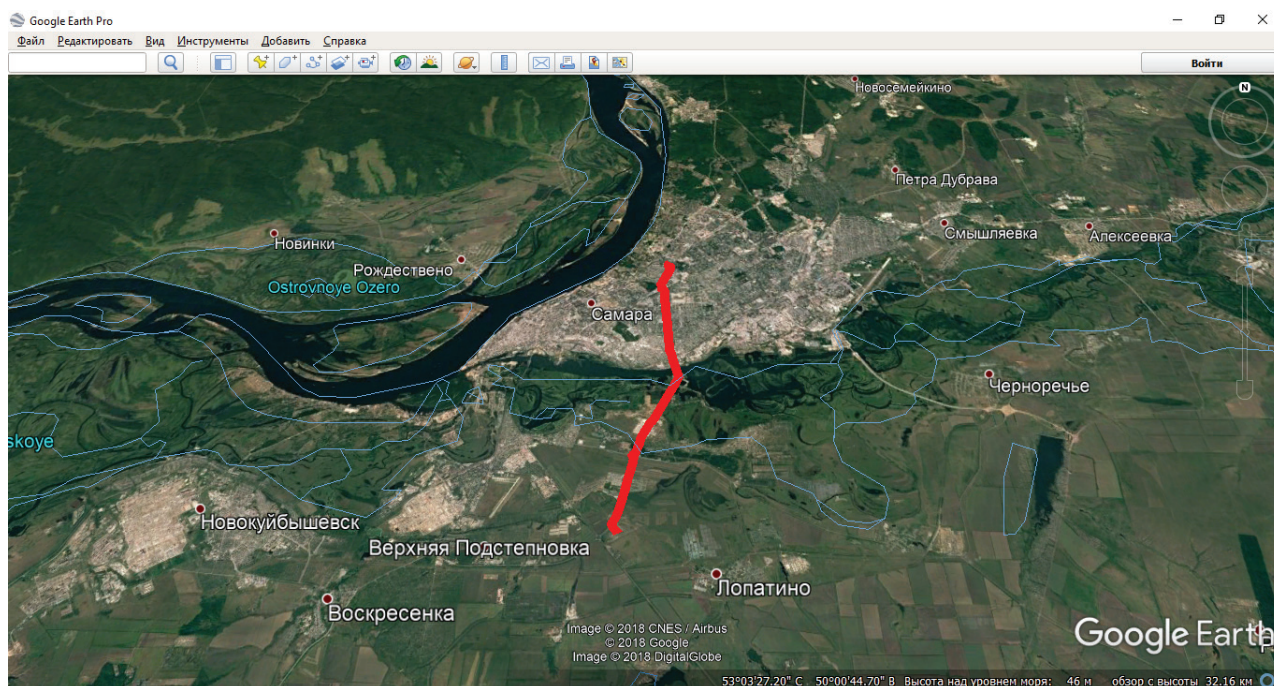 Google Earth Pro
Файл Редактировать Вид Инструменты Добавить Справка
Войти
Новосемейкино
N
Петра Дубрава
Смышляевка
Алексеевка
Новинки
Рождествено
Ostrovnoye Ozero
Самара
Черноречье
skoye
Новокуйбышевск
Верхняя Подстепновка
Лопатино
Воскресенка
Image © 2018 CNES / Airbus
© 2018 Google
Image © 2018 DigitalGlobe
Google Earth
53°03'27.20" С 50°00'44.70" В Высота над уровнем моря: 46 м обзор с высоты 32.16 км